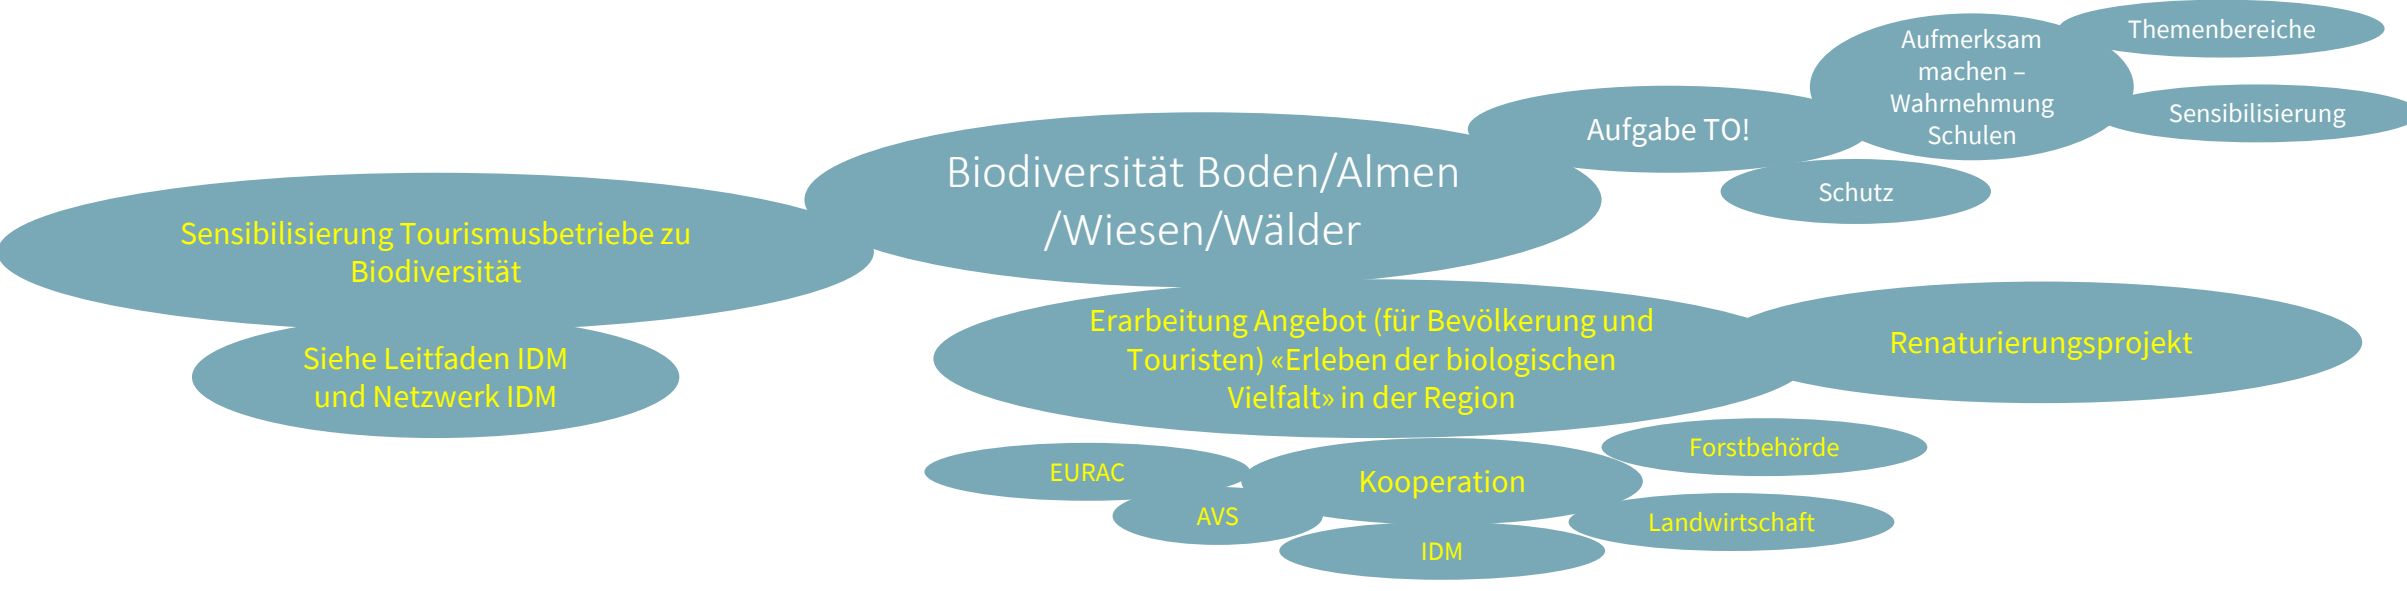 Themenbereiche
Aufmerksam
machen –
Wahrnehmung
Schulen
Sensibilisierung
Aufgabe TO!
Schutz
Biodiversität Boden/Almen
/Wiesen/Wälder
Sensibilisierung Tourismusbetriebe zu
Biodiversität
Siehe Leitfaden IDM
und Netzwerk IDM
Erarbeitung Angebot (für Bevölkerung und
Touristen) «Erleben der biologischen
Vielfalt» in der Region
Renaturierungsprojekt
Forstbehörde
EURAC
Kooperation
AVS
Landwirtschaft
IDM